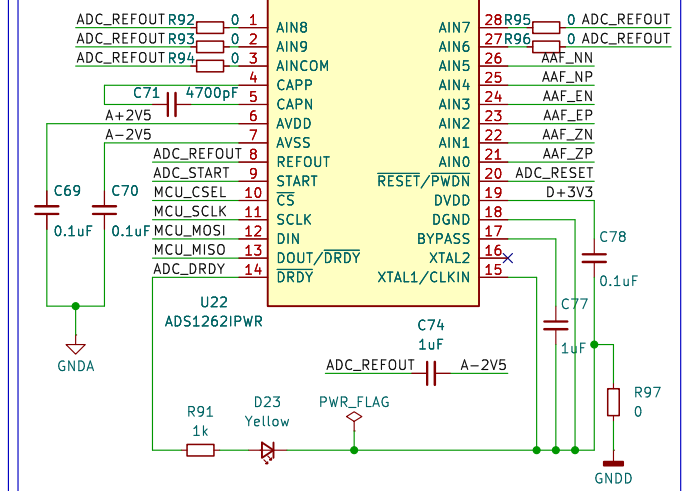 ADC_REFOUT R92 0 1 AIN8 AIN7 28 R95 0 ADC_REFOUT
ADC_REFOUT R93 0 2 AIN9 AIN6 27 R96 0 ADC_REFOUT
ADC_REFOUT R94 0 3 AINCOM AIN5 26 AAF_NN
4 CAPP AIN4 25 AAF_NP
C71 4700pF 5 CAPN AIN3 24 AAF_EN
A+2V5 6 AVDD AIN2 23 AAF_EP
A-2V5 7 AVSS AIN1 22 AAF_ZN
ADC_REFOUT 8 REFOUT AIN0 21 AAF_ZP
ADC_START 9 START RESET/PWDN 20 ADC_RESET
MCU_CSEL 10 CS DVDD 19 D+3V3
MCU_SCLK 11 SCLK DGND 18
MCU_MOSI 12 DIN BYPASS 17
MCU_MISO 13 DOUT/DRDY XTAL2 16
ADC_DRDY 14 DRDY XTAL1/CLKIN 15
C69 0.1uF
C70 0.1uF
C78 0.1uF
U22
ADS1262IPWR
C77 1uF
C74
1uF
GNDA
ADC_REFOUT A-2V5
R97
0
R91
1k
D23
Yellow
PWR_FLAG
GNDD